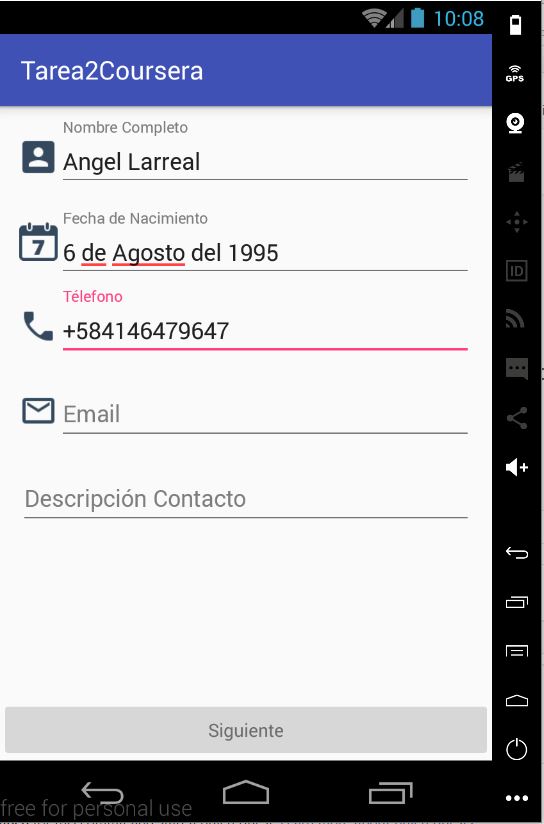 10:08
Tarea2Coursera
GPS
Nombre Completo
Angel Larreal
Fecha de Nacimiento
7
6 de Agosto del 1995
Télefono
+584146479647
ID
Email
Descripción Contacto
Siguiente
free for personal use